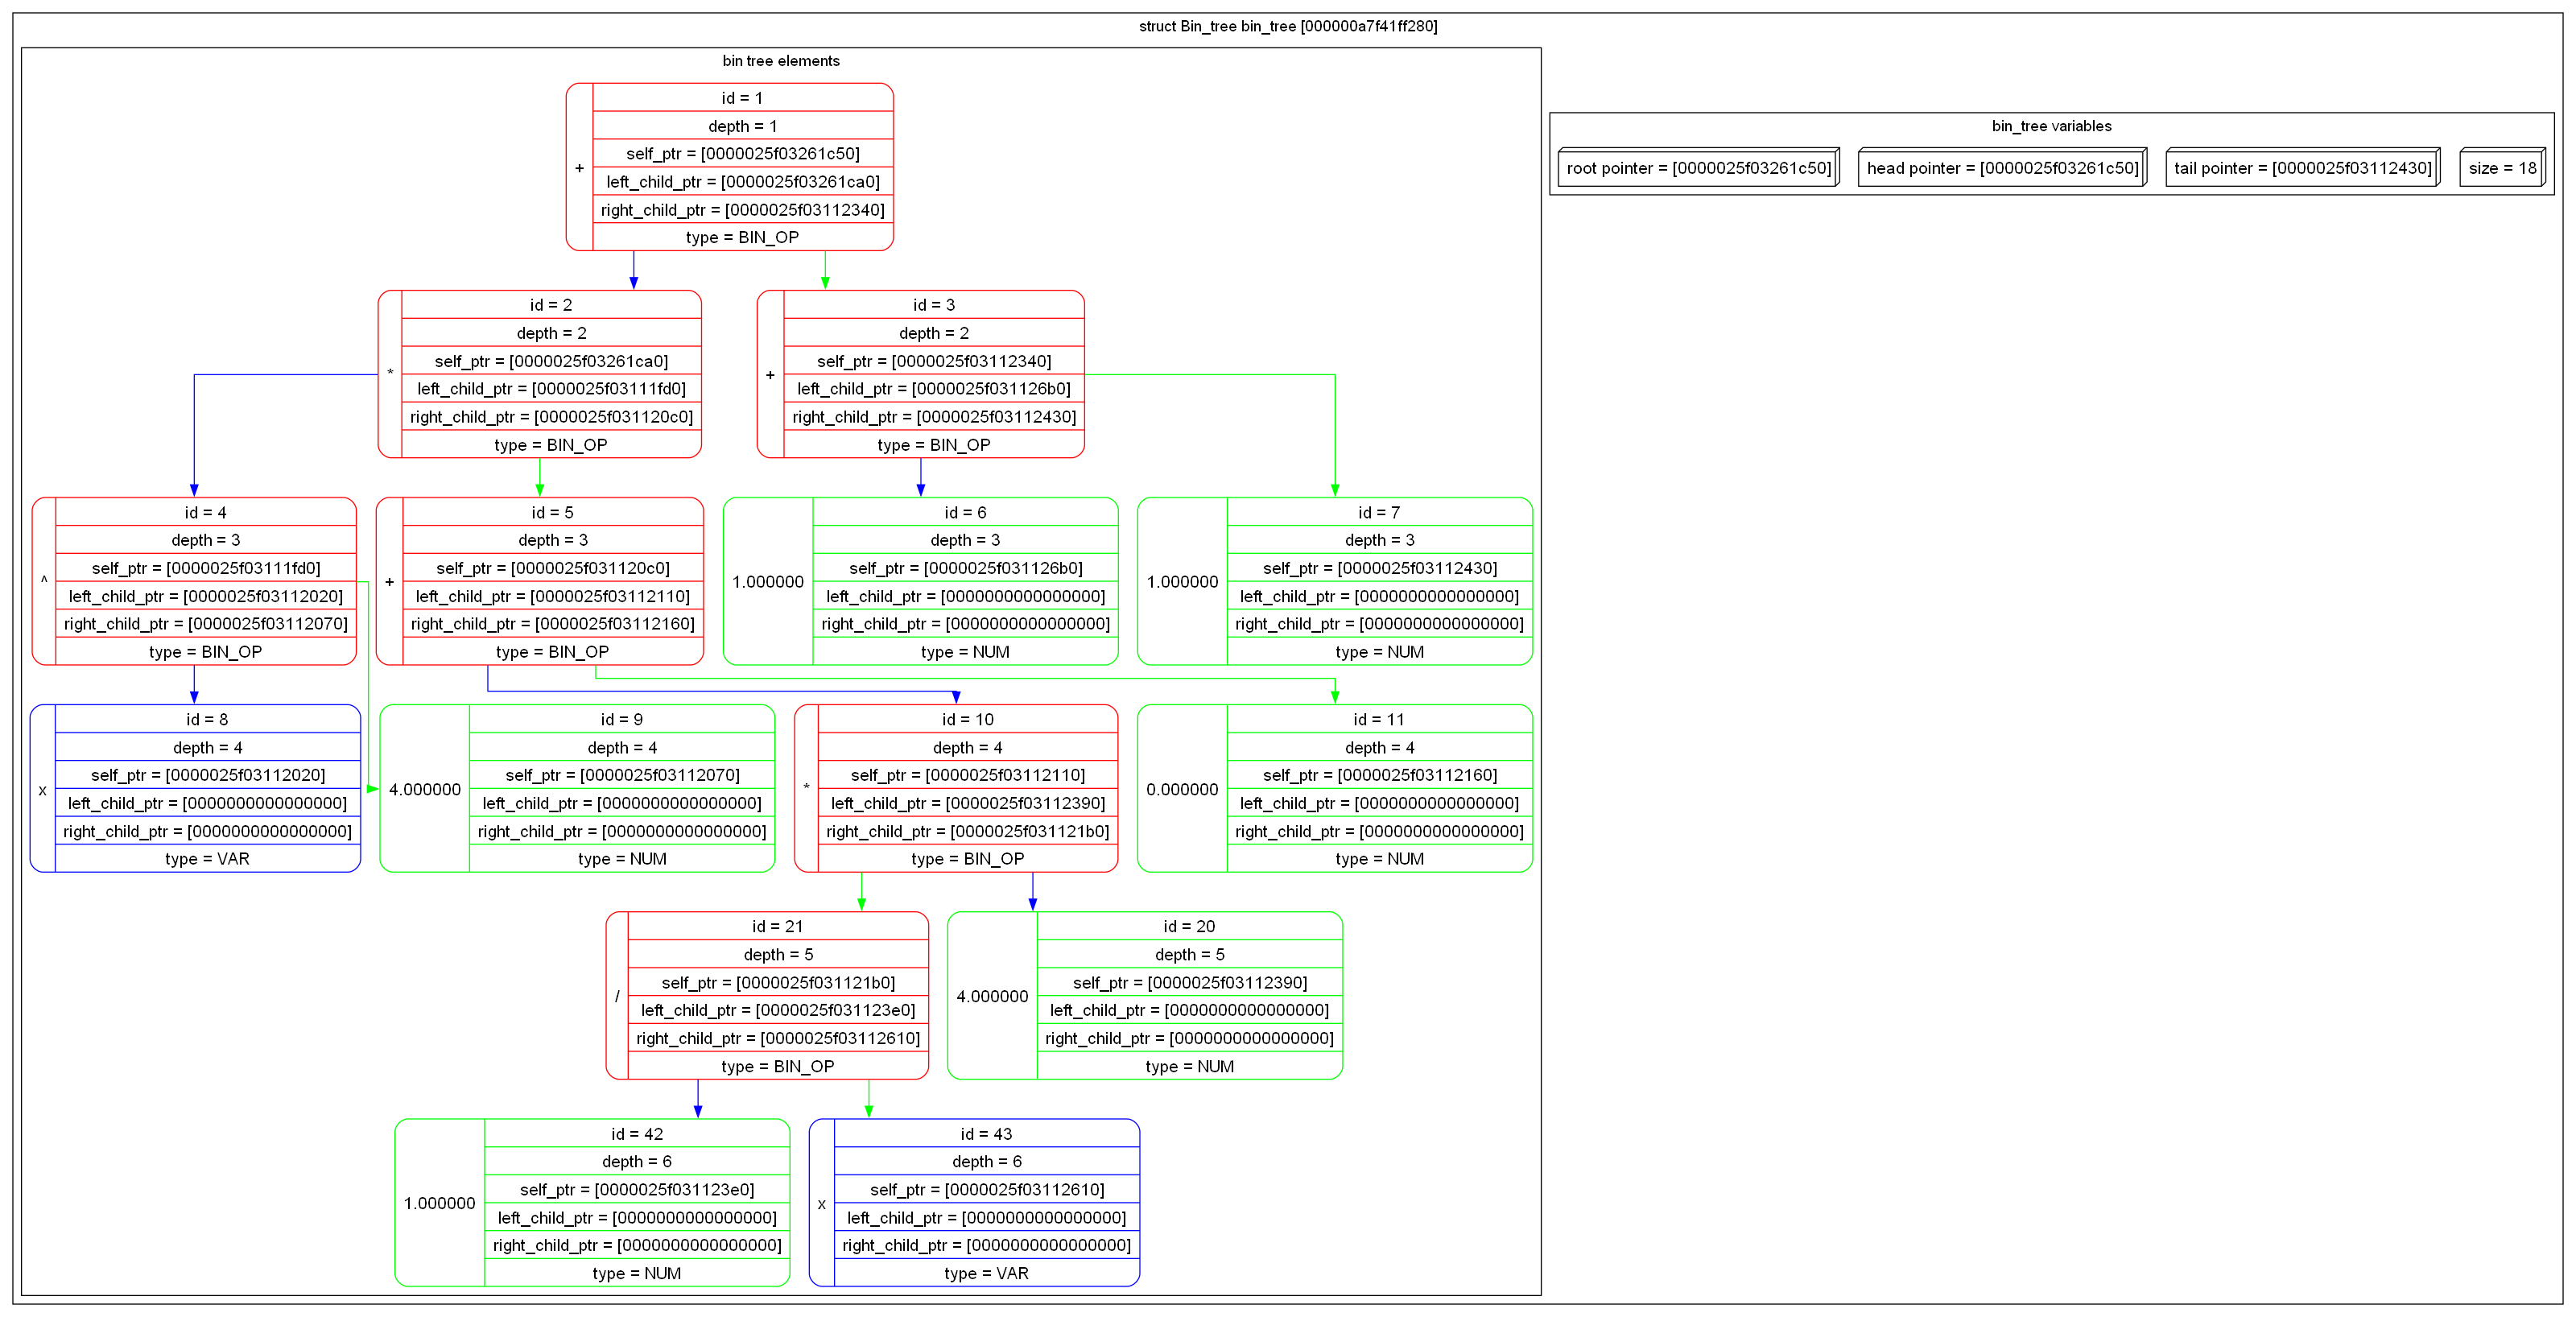 struct Bin_tree bin_tree [000000a7f41ff280]
bin tree elements
+
id = 1
depth = 1
self_ptr = [0000025f03261c50]
left_child_ptr = [0000025f03261ca0]
right_child_ptr = [0000025f03112340]
type = BIN_OP
bin_tree variables
root pointer = [0000025f03261c50]
head pointer = [0000025f03261c50]
tail pointer = [0000025f03112430]
size = 18
*
id = 2
depth = 2
self_ptr = [0000025f03261ca0]
left_child_ptr = [0000025f03111fd0]
right_child_ptr = [0000025f031120c0]
type = BIN_OP
+
id = 3
depth = 2
self_ptr = [0000025f03112340]
left_child_ptr = [0000025f031126b0]
right_child_ptr = [0000025f03112430]
type = BIN_OP
^
id = 4
depth = 3
self_ptr = [0000025f03111fd0]
left_child_ptr = [0000025f03112020]
right_child_ptr = [0000025f03112070]
type = BIN_OP
+
id = 5
depth = 3
self_ptr = [0000025f031120c0]
left_child_ptr = [0000025f03112110]
right_child_ptr = [0000025f03112160]
type = BIN_OP
1.000000
id = 6
depth = 3
self_ptr = [0000025f031126b0]
left_child_ptr = [0000000000000000]
right_child_ptr = [0000000000000000]
type = NUM
1.000000
id = 7
depth = 3
self_ptr = [0000025f03112430]
left_child_ptr = [0000000000000000]
right_child_ptr = [0000000000000000]
type = NUM
x
id = 8
depth = 4
self_ptr = [0000025f03112020]
left_child_ptr = [0000000000000000]
right_child_ptr = [0000000000000000]
type = VAR
4.000000
id = 9
depth = 4
self_ptr = [0000025f03112070]
left_child_ptr = [0000000000000000]
right_child_ptr = [0000000000000000]
type = NUM
*
id = 10
depth = 4
self_ptr = [0000025f03112110]
left_child_ptr = [0000025f03112390]
right_child_ptr = [0000025f031121b0]
type = BIN_OP
0.000000
id = 11
depth = 4
self_ptr = [0000025f03112160]
left_child_ptr = [0000000000000000]
right_child_ptr = [0000000000000000]
type = NUM
/
id = 21
depth = 5
self_ptr = [0000025f031121b0]
left_child_ptr = [0000025f031123e0]
right_child_ptr = [0000025f03112610]
type = BIN_OP
4.000000
id = 20
depth = 5
self_ptr = [0000025f03112390]
left_child_ptr = [0000000000000000]
right_child_ptr = [0000000000000000]
type = NUM
1.000000
id = 42
depth = 6
self_ptr = [0000025f031123e0]
left_child_ptr = [0000000000000000]
right_child_ptr = [0000000000000000]
type = NUM
x
id = 43
depth = 6
self_ptr = [0000025f03112610]
left_child_ptr = [0000000000000000]
right_child_ptr = [0000000000000000]
type = VAR